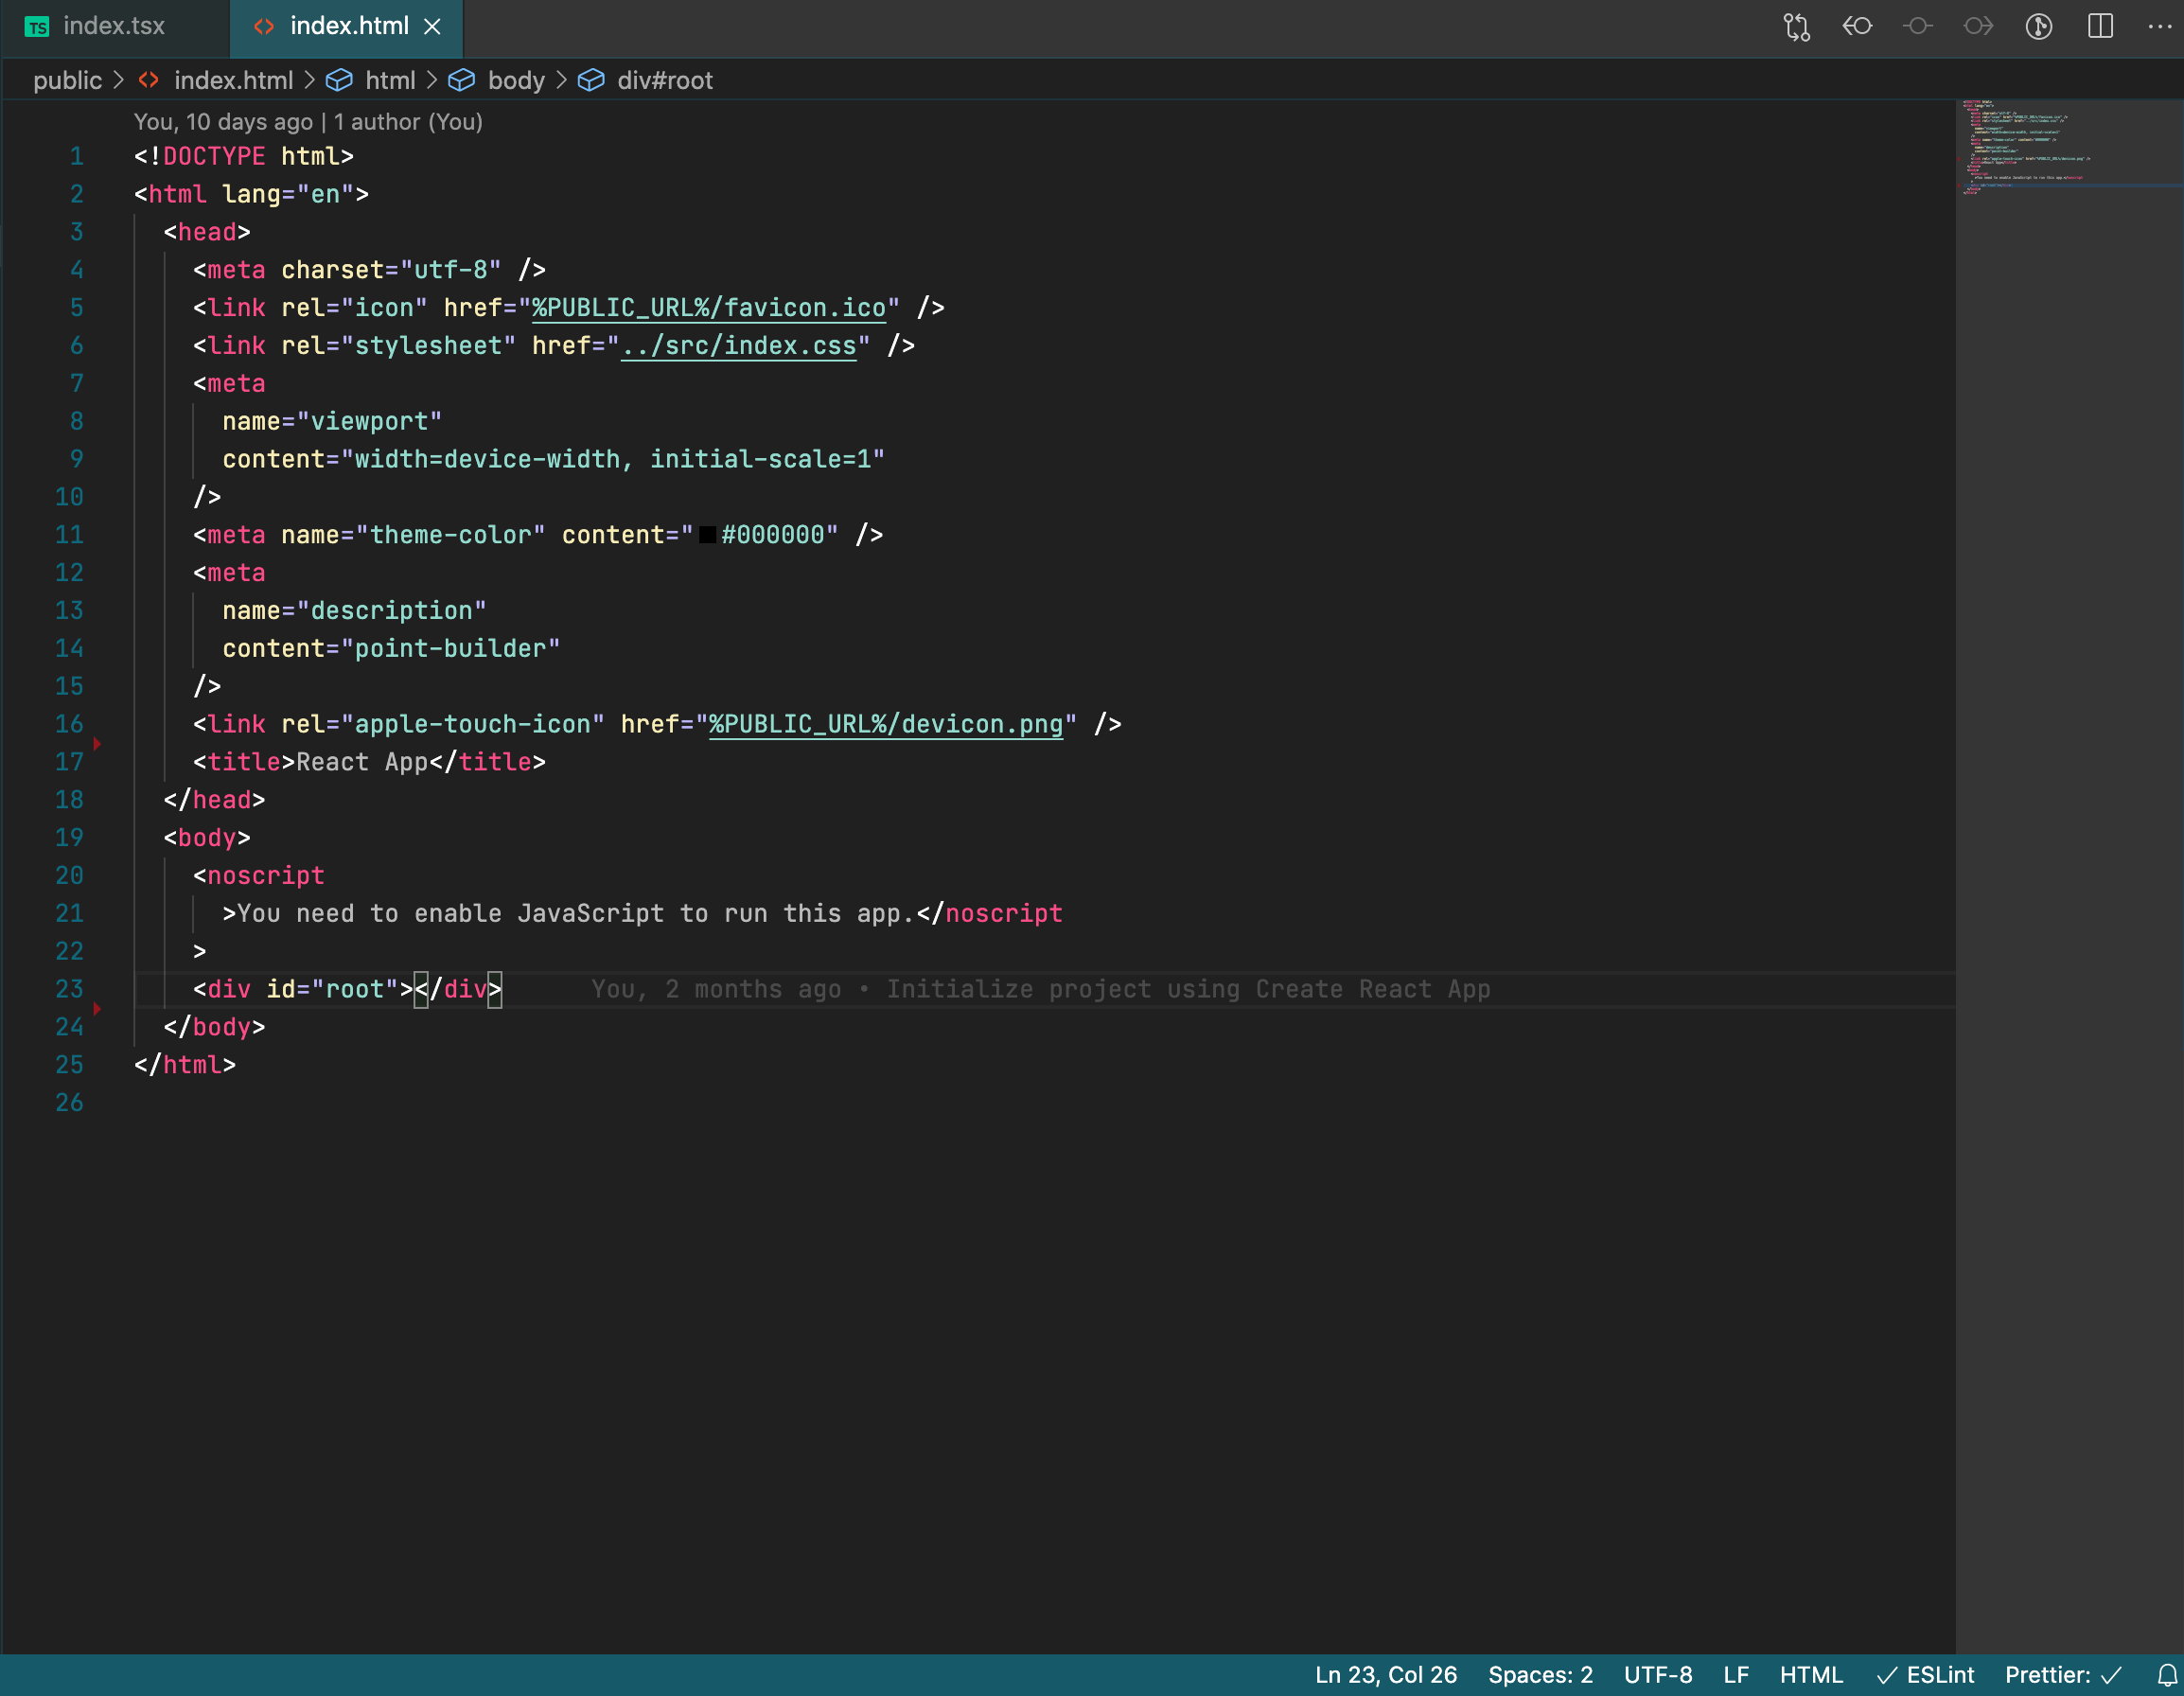 TS index.tsx
index.html
public > index.html > html > body > div#root
You, 10 days ago | 1 author (You)
1 <!DOCTYPE html>
2 <html lang="en">
3 <head>
4 <meta charset="utf-8" />
5 <link rel="icon" href="%PUBLIC_URL%/favicon.ico" />
6 <link rel="stylesheet" href="../src/index.css" />
7 <meta
8 name="viewport"
9 content="width=device-width, initial-scale=1"
10 />
11 <meta name="theme-color" content="#000000" />
12 <meta
13 name="description"
14 content="point-builder"
15 />
16 <link rel="apple-touch-icon" href="%PUBLIC_URL%/devicon.png" />
17 <title>React App</title>
18 </head>
19 <body>
20 <noscript
21 >You need to enable JavaScript to run this app.</noscript
22 >
23 <div id="root"></div> You, 2 months ago • Initialize project using Create React App
24 </body>
25 </html>
26
Ln 23, Col 26 Spaces: 2 UTF-8 LF HTML ✓ ESLint Prettier: ✓